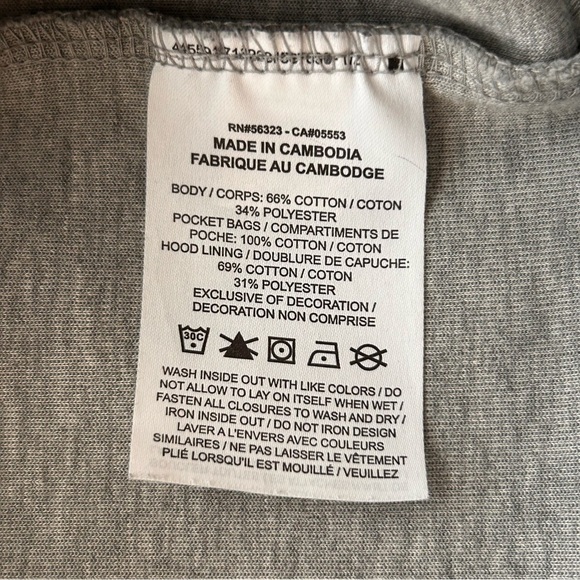 RN#56323 - CA#05553
MADE IN CAMBODIA
FABRIQUE AU CAMBODGE
BODY / CORPS: 66% COTTON / COTON
34% POLYESTER
POCKET BAGS / COMPARTIMENTS DE
POCHE: 100% COTTON / COTON
HOOD LINING / DOUBLURE DE CAPUCHE:
69% COTTON / COTON
31% POLYESTER
EXCLUSIVE OF DECORATION /
DECORATION NON COMPRISE
30C
WASH INSIDE OUT WITH LIKE COLORS / DO
NOT ALLOW TO LAY ON ITSELF WHEN WET /
FASTEN ALL CLOSURES TO WASH AND DRY /
IRON INSIDE OUT / DO NOT IRON DESIGN
LAVER A L'ENVERS AVEC COULEURS
SIMILAIRES / NE PAS LAISSER LE VÊTEMENT
PLIÉ LORSQU'IL EST MOUILLÉ / VEUILLEZ